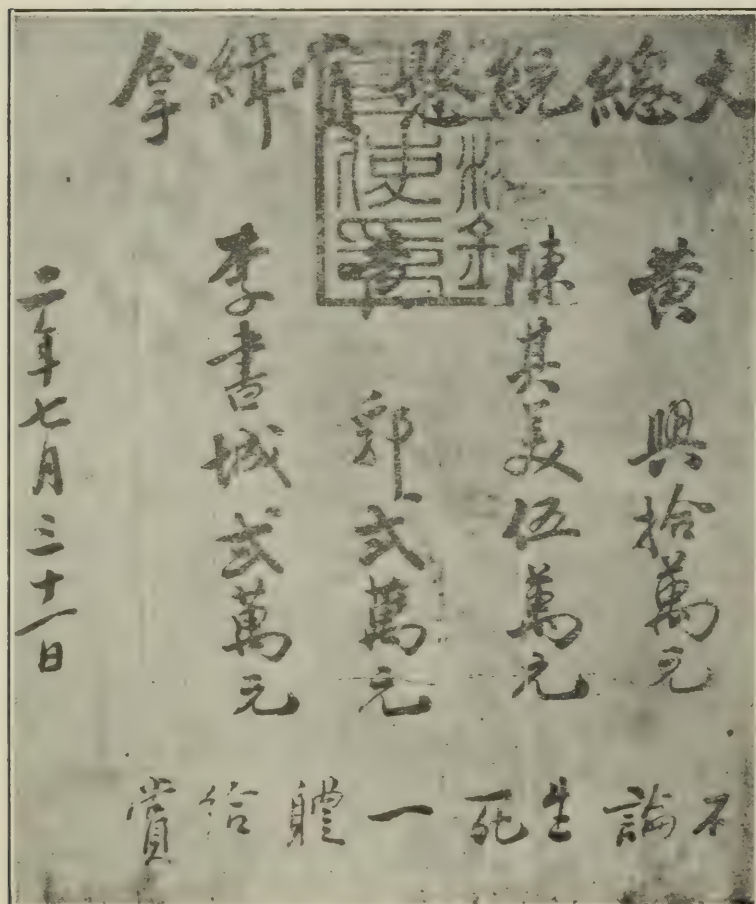 大總統懸賞緝拿
黄興拾萬元
陳其美伍萬元
郛弍萬元
李書城弍萬元
不論生死一軆給賞
二年七月三十一日